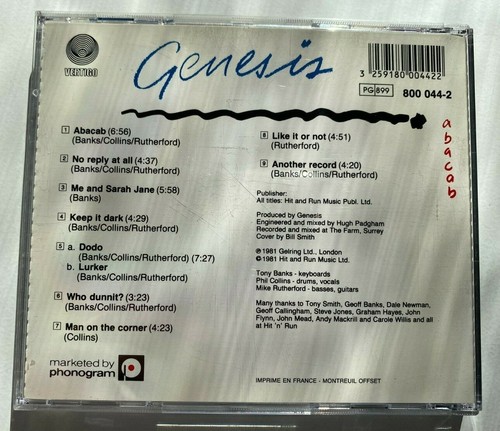 VERTIGO
Genesis
3 259180 004422
PG 899
800 044-2
abacab
1 Abacab (6:56)
(Banks/Collins/Rutherford)
2 No reply at all (4:37)
(Banks/Collins/Rutherford)
3 Me and Sarah Jane (5:58)
(Banks)
4 Keep it dark (4:29)
(Banks/Collins/Rutherford)
5 a. Dodo
(Banks/Collins/Rutherford) (7:27)
b. Lurker
(Banks/Collins/Rutherford)
6 Who dunnit? (3:23)
(Banks/Collins/Rutherford)
7 Man on the corner (4:23)
(Collins)
8 Like it or not (4:51)
(Rutherford)
9 Another record (4:20)
(Banks/Collins/Rutherford)
Publisher:
All titles: Hit and Run Music Publ. Ltd.
Produced by Genesis
Engineered and mixed by Hugh Padgham
Recorded and mixed at The Farm, Surrey
Cover by Bill Smith
℗ 1981 Gelring Ltd., London
© 1981 Hit and Run Music Ltd.
Tony Banks - keyboards
Phil Collins - drums, vocals
Mike Rutherford - basses, guitars
Many thanks to Tony Smith, Geoff Banks, Dale Newman,
Geoff Callingham, Steve Jones, Graham Hayes, John
Flynn, John Mead, Andy Mackrill and Carole Willis and all
at Hit 'n' Run
marketed by
phonogram
IMPRIME EN FRANCE - MONTREUIL OFFSET